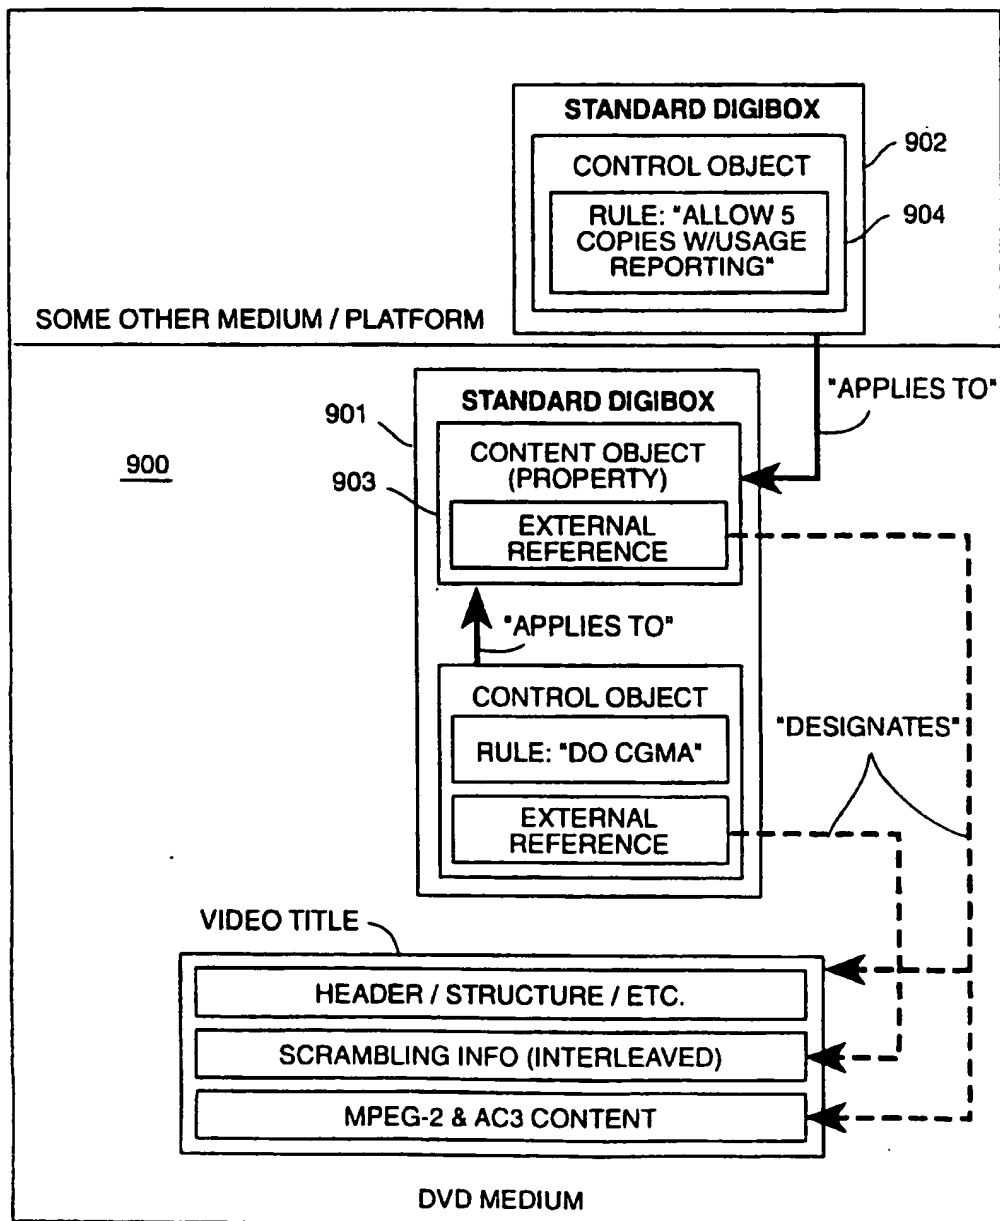 STANDARD DIGIBOX
902
CONTROL OBJECT
RULE: "ALLOW 5
COPIES W/USAGE
REPORTING"
904
SOME OTHER MEDIUM / PLATFORM
"APPLIES TO"
901
STANDARD DIGIBOX
900
CONTENT OBJECT
(PROPERTY)
903
EXTERNAL
REFERENCE
"APPLIES TO"
CONTROL OBJECT
RULE: "DO CGMA"
"DESIGNATES"
EXTERNAL
REFERENCE
VIDEO TITLE
HEADER / STRUCTURE / ETC.
SCRAMBLING INFO (INTERLEAVED)
MPEG-2 & AC3 CONTENT
DVD MEDIUM